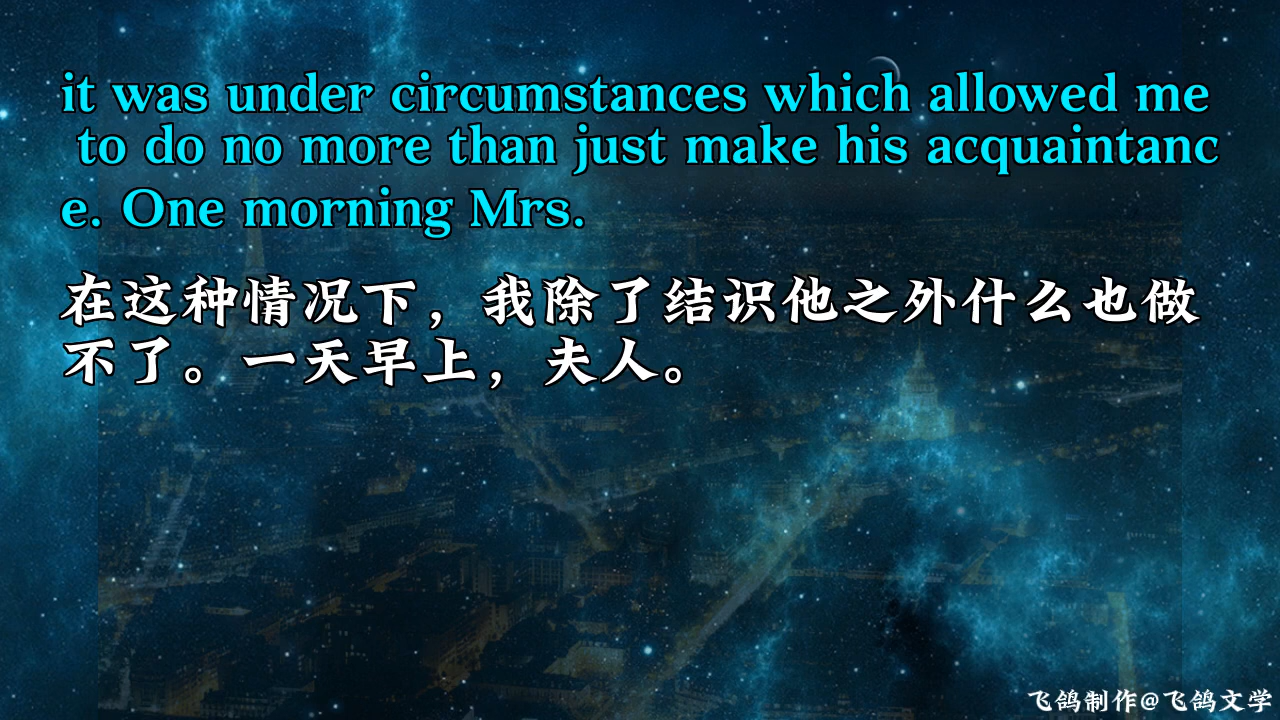 it was under circumstances which allowed me
to do no more than just make his acquaintanc
e. One morning Mrs.
在这种情况下，我除了结识他之外什么也做
不了。一天早上，夫人。
飞鸽制作@飞鸽文学